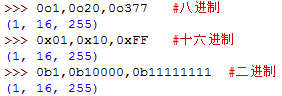 >>> 0o1,0o20,0o377   #八进制
(1, 16, 255)
>>> 0x01,0x10,0xFF   #十六进制
(1, 16, 255)
>>> 0b1,0b10000,0b11111111   #二进制
(1, 16, 255)